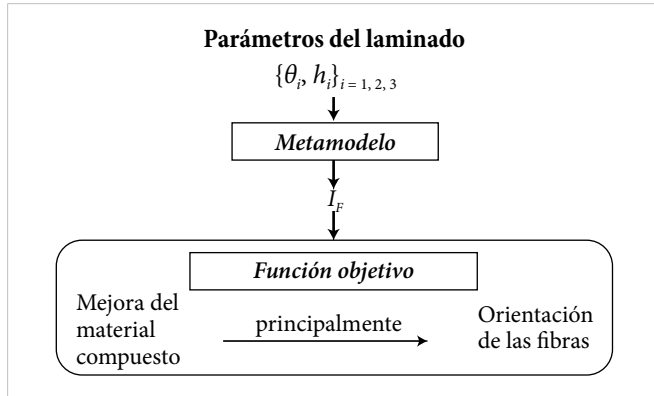 Parámetros del laminado
{θᵢ, hᵢ}ᵢ = 1, 2, 3
Metamodelo
I_F
Función objetivo
Mejora del
material
compuesto
principalmente
Orientación
de las fibras